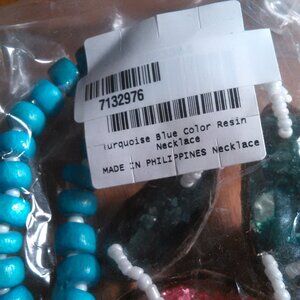 7132976
Turquoise Blue Color Resin
Necklace
MADE IN PHILIPPINES Necklace